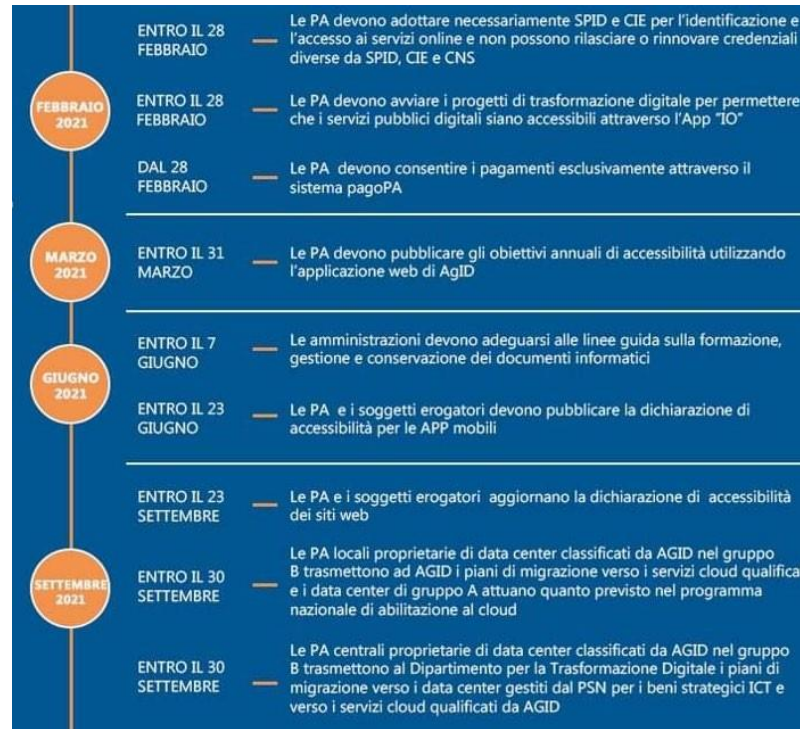 FEBBRAIO
2021
ENTRO IL 28
FEBBRAIO
Le PA devono adottare necessariamente SPID e CIE per l'identificazione e
l'accesso ai servizi online e non possono rilasciare o rinnovare credenziali
diverse da SPID, CIE e CNS
ENTRO IL 28
FEBBRAIO
Le PA devono avviare i progetti di trasformazione digitale per permettere
che i servizi pubblici digitali siano accessibili attraverso l'App "IO"
DAL 28
FEBBRAIO
Le PA devono consentire i pagamenti esclusivamente attraverso il
sistema pagoPA
MARZO
2021
ENTRO IL 31
MARZO
Le PA devono pubblicare gli obiettivi annuali di accessibilità utilizzando
l'applicazione web di AgID
GIUGNO
2021
ENTRO IL 7
GIUGNO
Le amministrazioni devono adeguarsi alle linee guida sulla formazione,
gestione e conservazione dei documenti informatici
ENTRO IL 23
GIUGNO
Le PA e i soggetti erogatori devono pubblicare la dichiarazione di
accessibilità per le APP mobili
SETTEMBRE
2021
ENTRO IL 23
SETTEMBRE
Le PA e i soggetti erogatori aggiornano la dichiarazione di accessibilità
dei siti web
ENTRO IL 30
SETTEMBRE
Le PA locali proprietarie di data center classificati da AGID nel gruppo
B trasmettono ad AGID i piani di migrazione verso i servizi cloud qualifica
e i data center di gruppo A attuano quanto previsto nel programma
nazionale di abilitazione al cloud
ENTRO IL 30
SETTEMBRE
Le PA centrali proprietarie di data center classificati da AGID nel gruppo
B trasmettono al Dipartimento per la Trasformazione Digitale i piani di
migrazione verso i data center gestiti dal PSN per i beni strategici ICT e
verso i servizi cloud qualificati da AGID